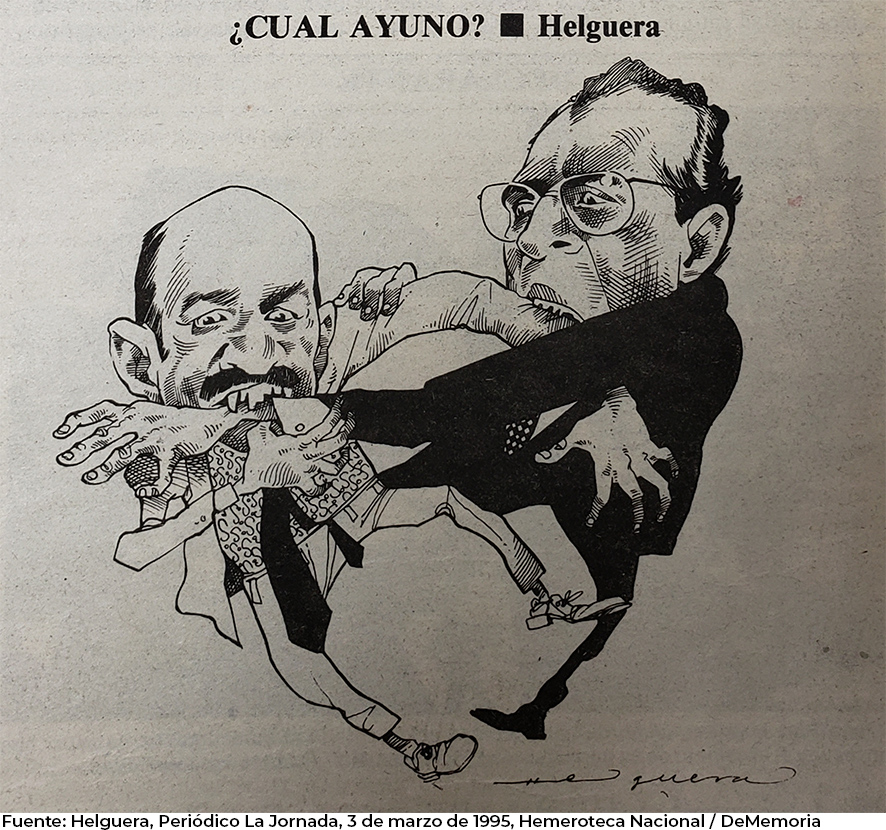 ¿CUAL AYUNO? ■ Helguera
Helguera
Fuente: Helguera, Periódico La Jornada, 3 de marzo de 1995, Hemeroteca Nacional / DeMemoria